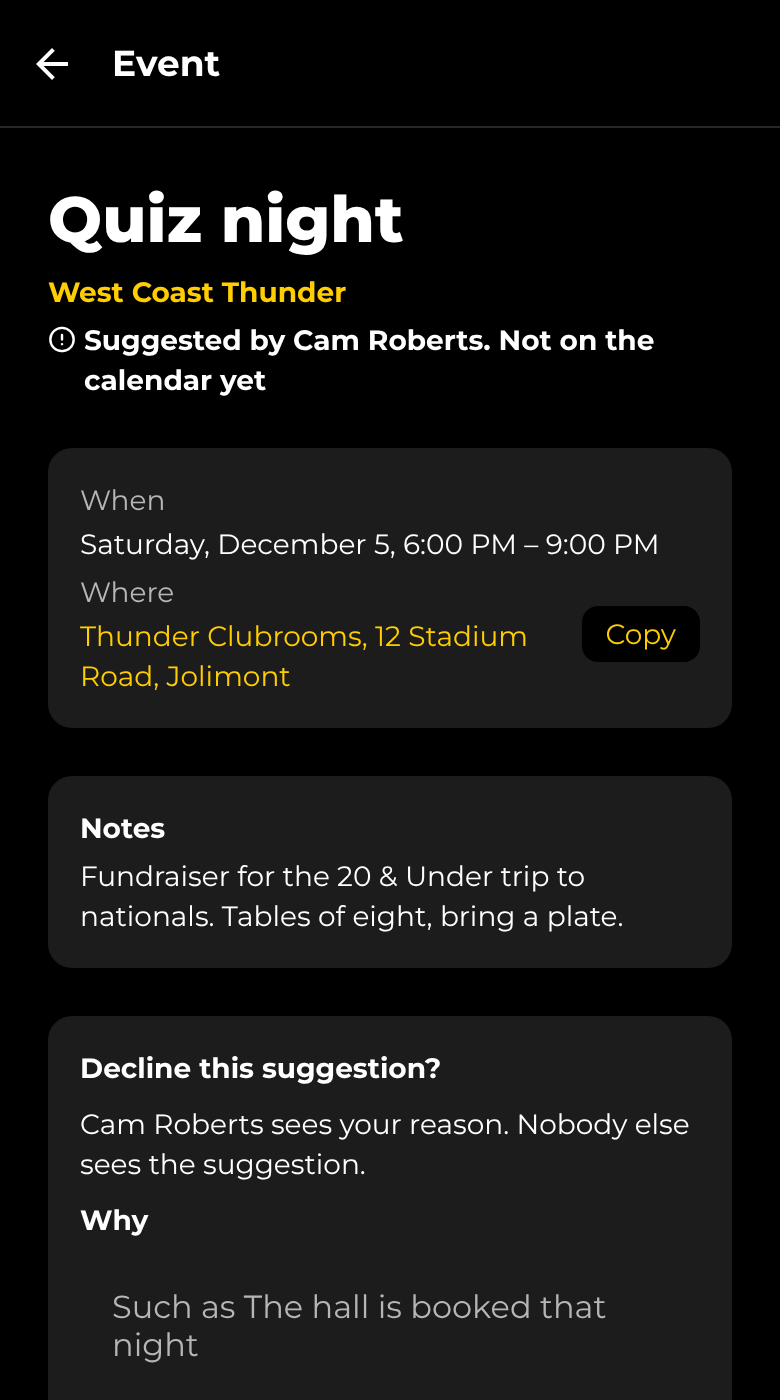 Event
Quiz night
West Coast Thunder
Suggested by Cam Roberts. Not on the
calendar yet
When
Saturday, December 5, 6:00 PM – 9:00 PM
Where
Thunder Clubrooms, 12 Stadium
Road, Jolimont
Copy
Notes
Fundraiser for the 20 & Under trip to
nationals. Tables of eight, bring a plate.
Decline this suggestion?
Cam Roberts sees your reason. Nobody else
sees the suggestion.
Why
Such as The hall is booked that
night